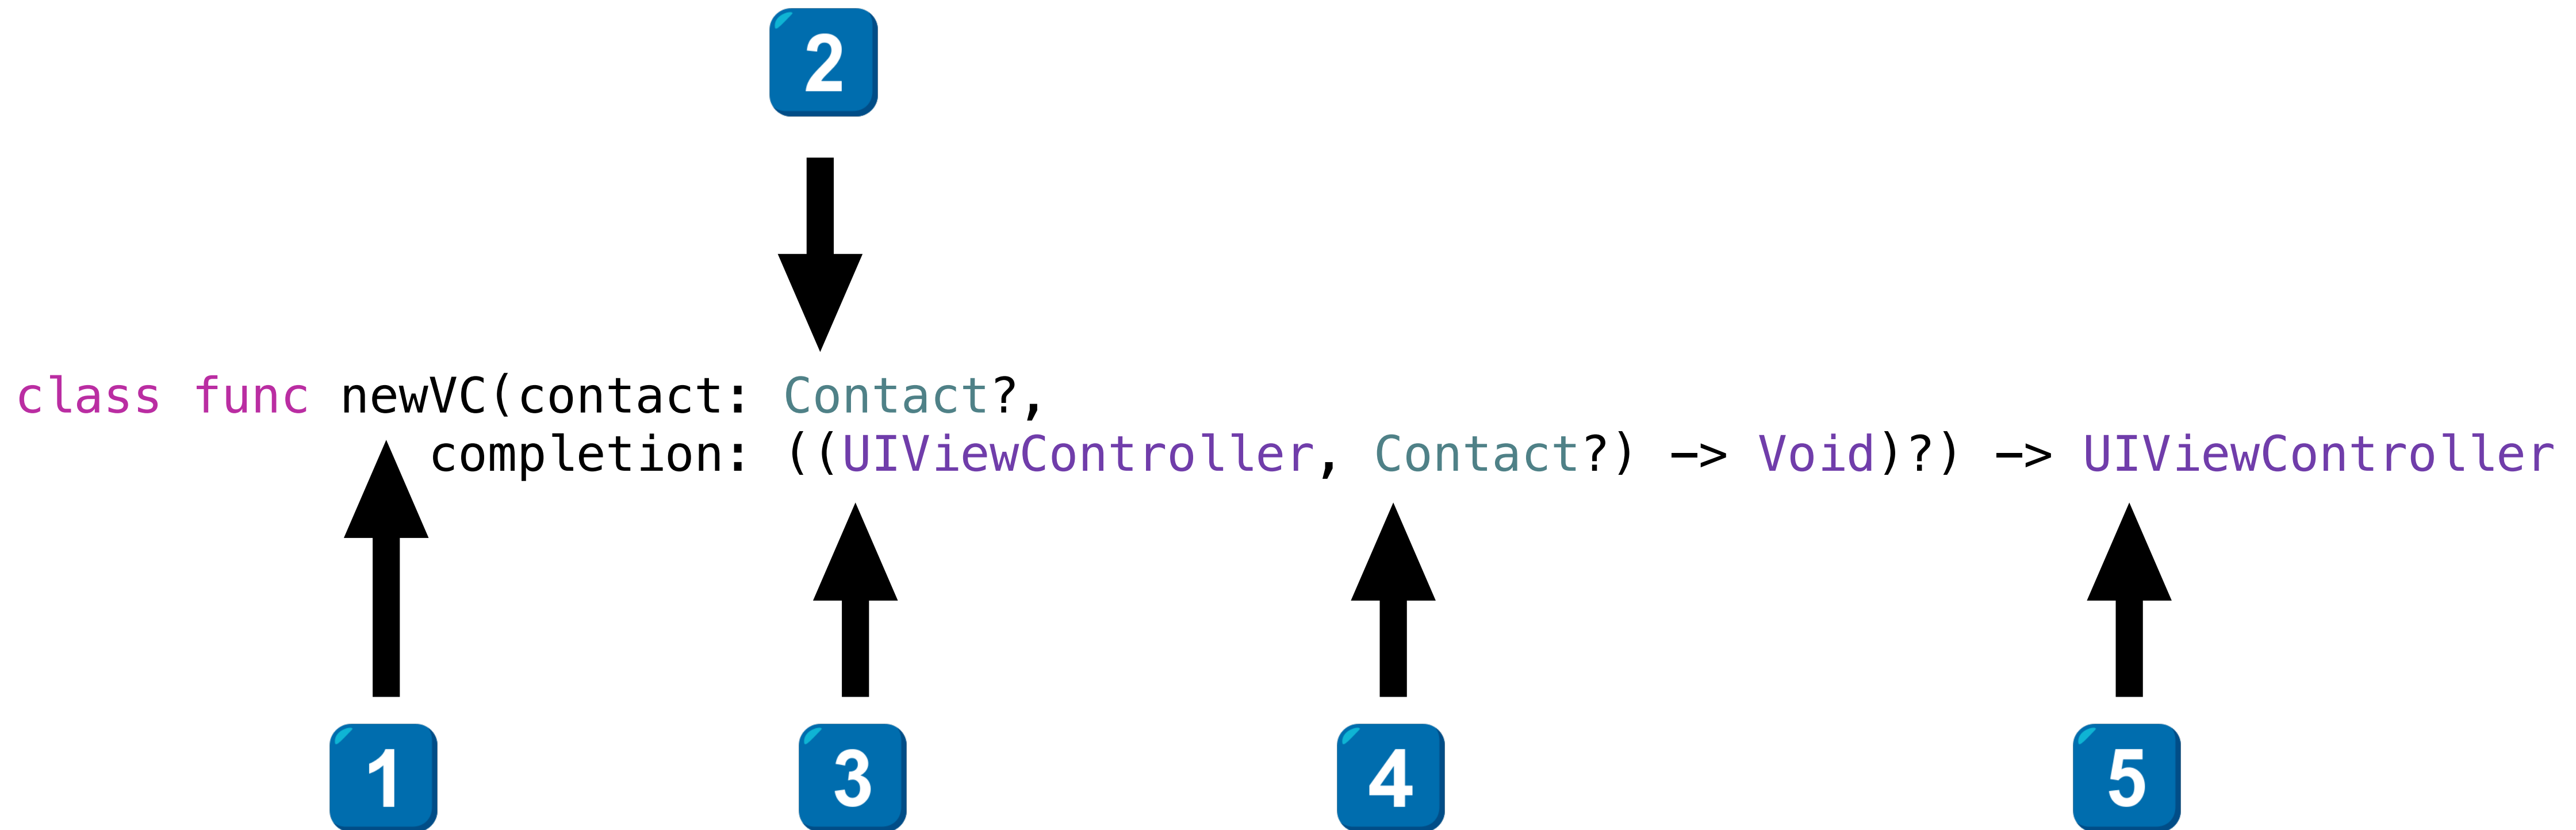 2
class func newVC(contact: Contact?,
completion: ((UIViewController, Contact?) -> Void)?) -> UIViewController
1 3 4 5